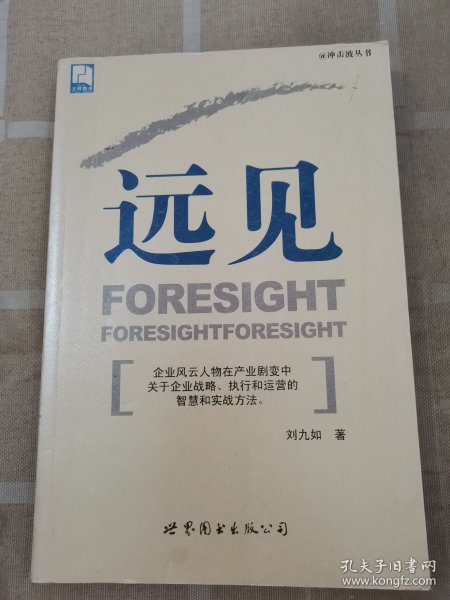 @冲击波丛书
远见
FORESIGHT
FORESIGHTFORESIGHT
企业风云人物在产业剧变中
关于企业战略、执行和运营的
智慧和实战方法。
刘九如 著
世界图书出版公司
孔夫子旧书网
www.kongfz.com